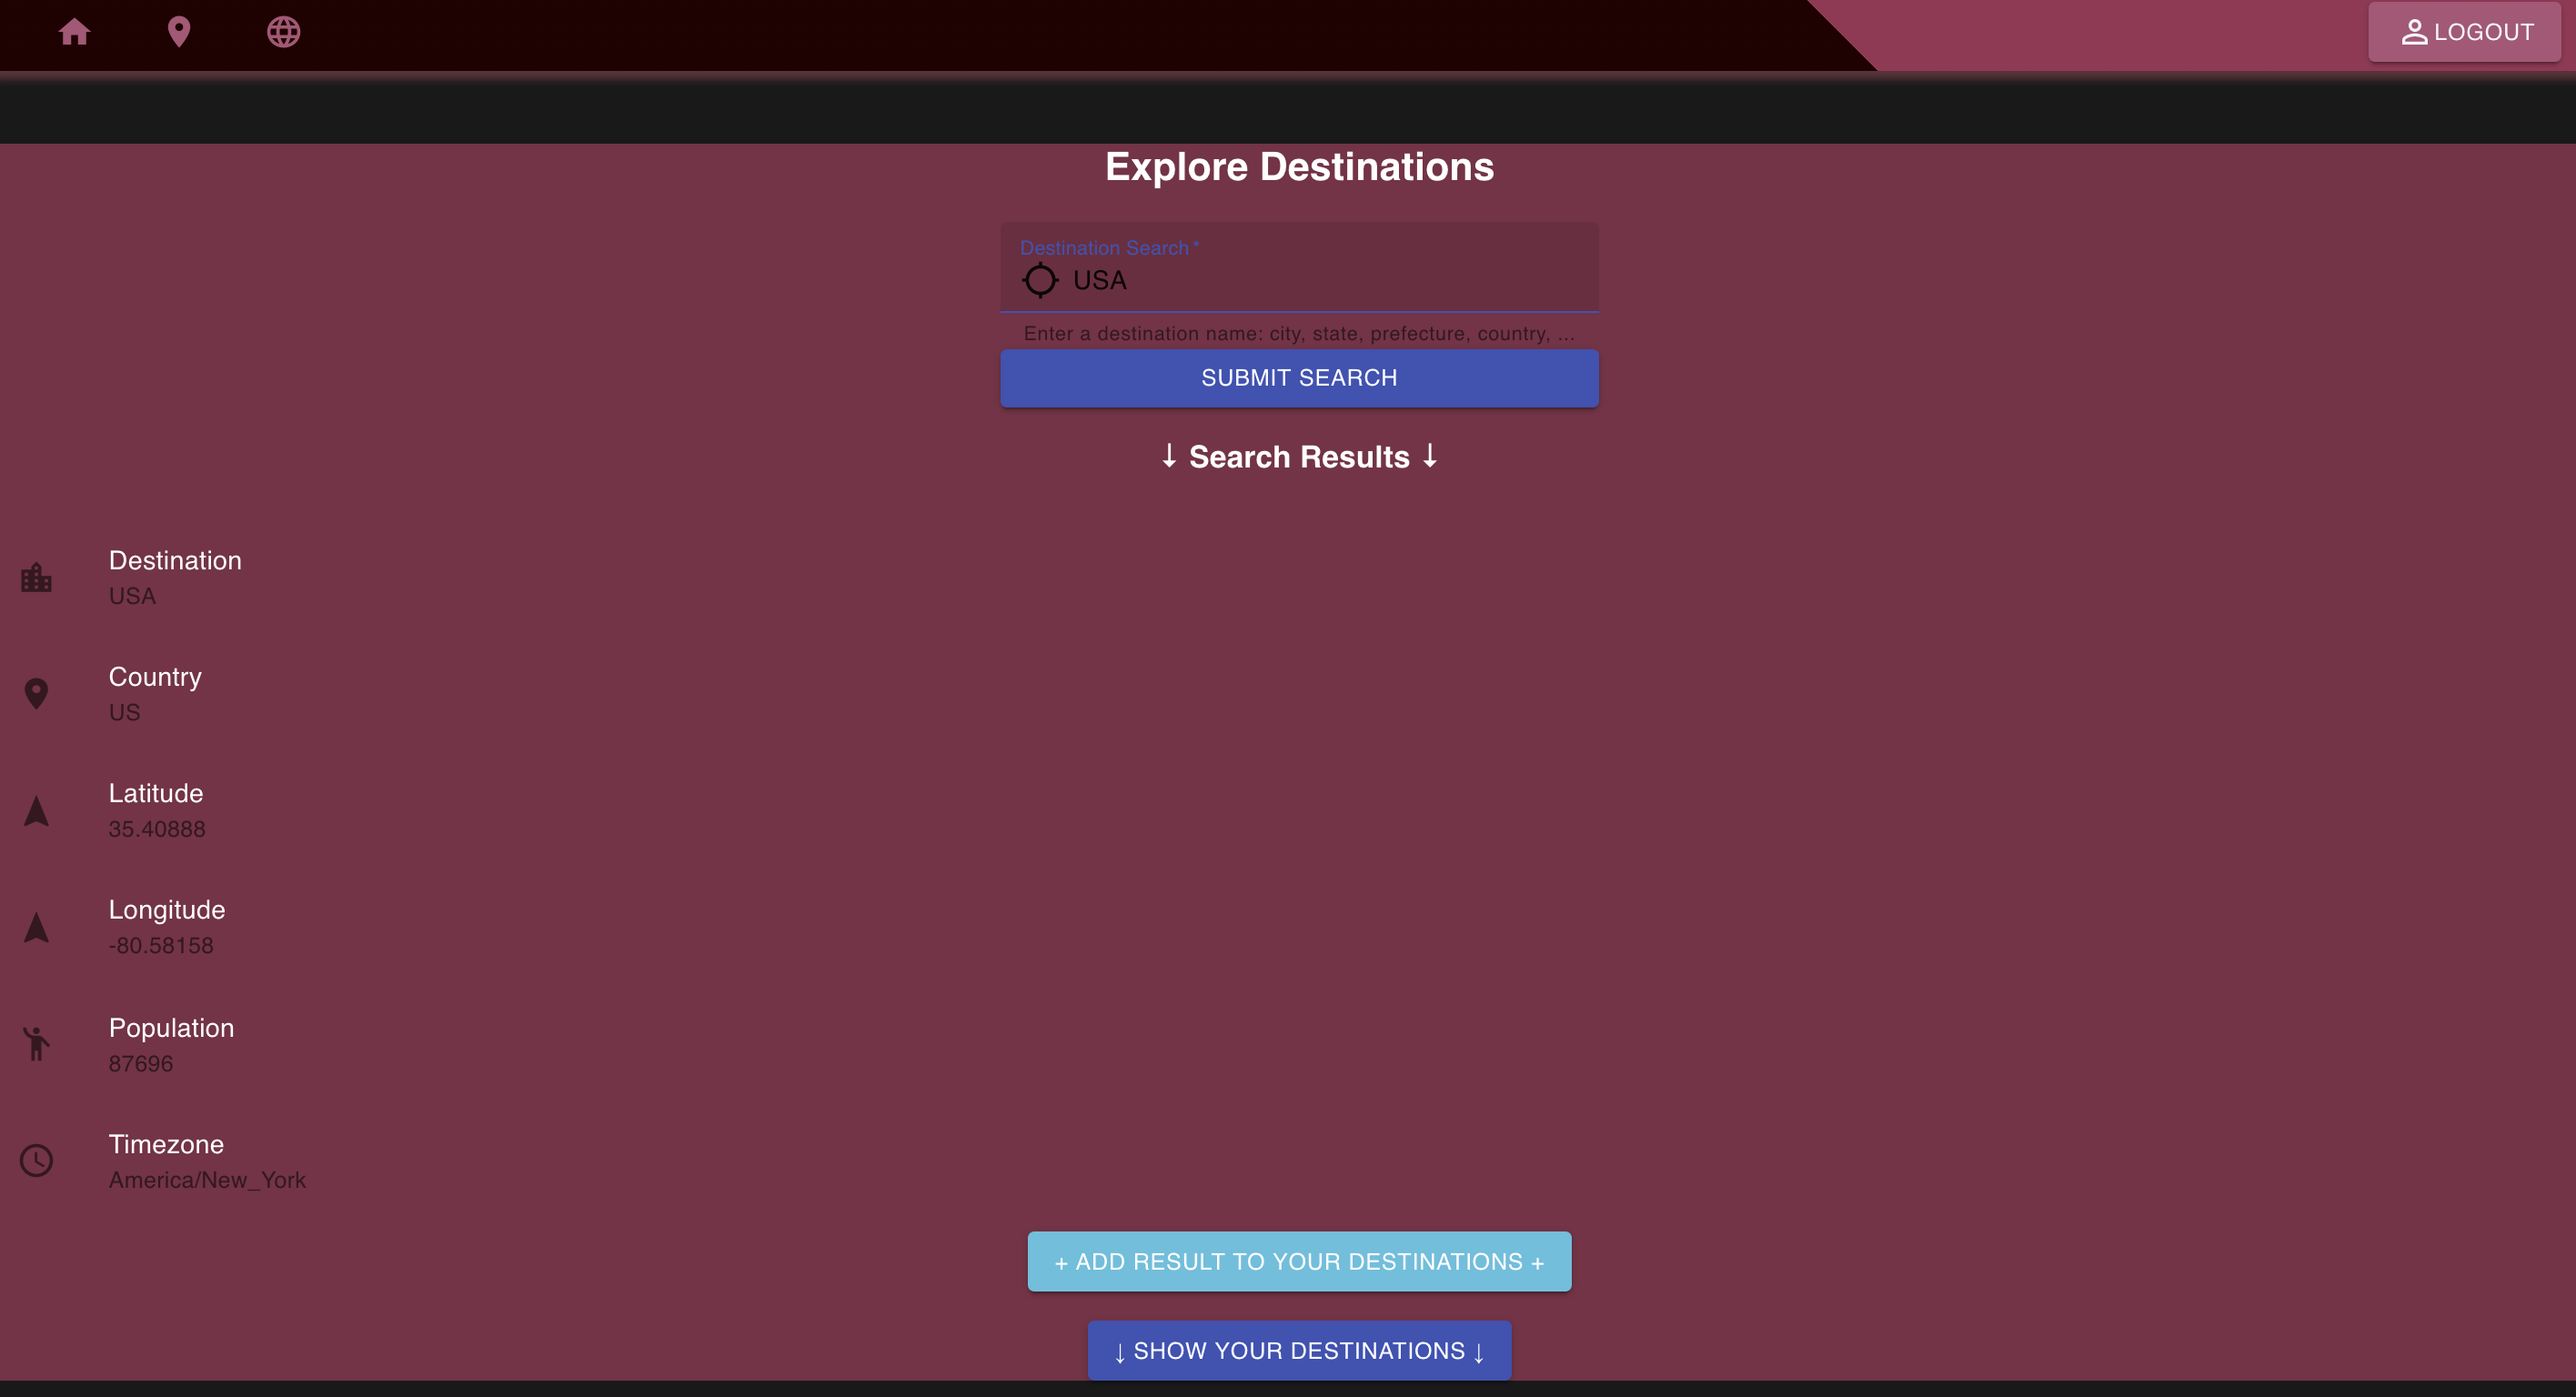 LOGOUT
Explore Destinations
Destination Search *
USA
Enter a destination name: city, state, prefecture, country, ...
SUBMIT SEARCH
↓ Search Results ↓
Destination
USA
Country
US
Latitude
35.40888
Longitude
-80.58158
Population
87696
Timezone
America/New_York
+ ADD RESULT TO YOUR DESTINATIONS +
↓ SHOW YOUR DESTINATIONS ↓